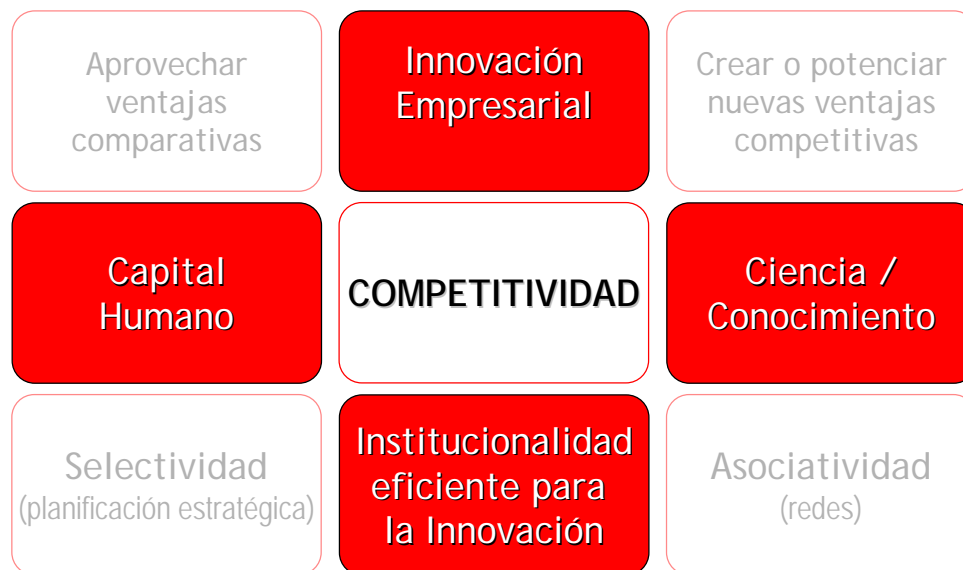 Aprovechar
ventajas
comparativas
Innovación
Empresarial
Crear o potenciar
nuevas ventajas
competitivas
Capital
Humano
COMPETITIVIDAD
Ciencia /
Conocimiento
Selectividad
(planificación estratégica)
Institucionalidad
eficiente para
la Innovación
Asociatividad
(redes)